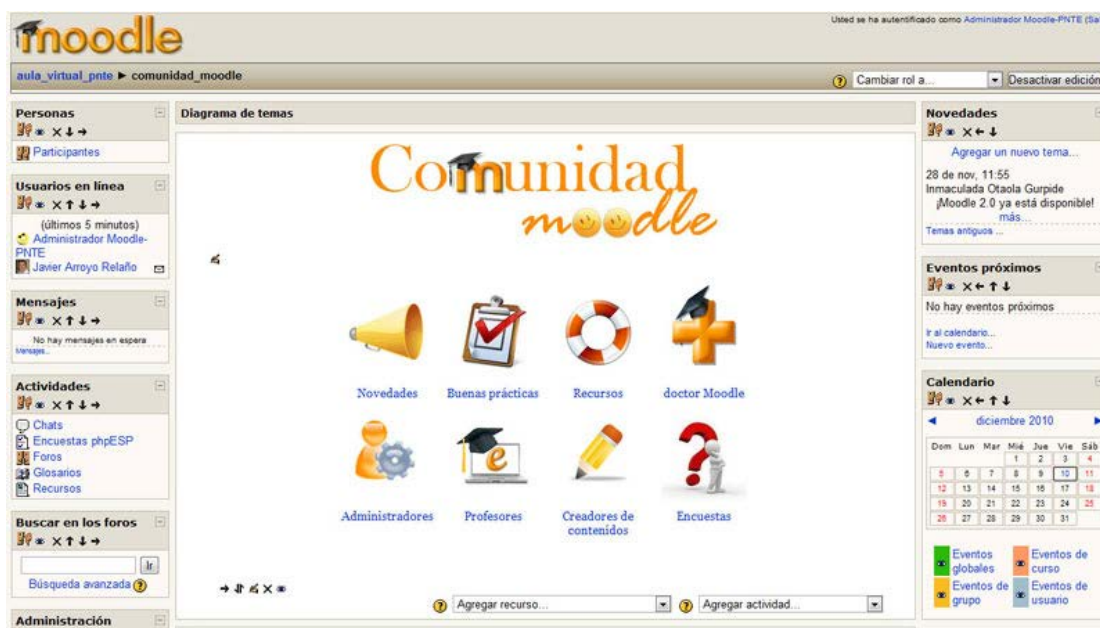 moodle
Usted se ha autentificado como Administrador Moodle-PNTE (Sal
aula_virtual_pnte ► comunidad_moodle
Cambiar rol a...
Desactivar edición
Personas
Participantes
Usuarios en línea
(últimos 5 minutos)
Administrador Moodle-
PNTE
Javier Arroyo Relaño
Mensajes
No hay mensajes en espera
Mensajes...
Actividades
Chats
Encuestas phpESP
Foros
Glosarios
Recursos
Buscar en los foros
Ir
Búsqueda avanzada
Administración
Diagrama de temas
Comunidad
moodle
Novedades
Buenas prácticas
Recursos
doctor Moodle
Administradores
Profesores
Creadores de
contenidos
Encuestas
Agregar recurso...
Agregar actividad...
Novedades
Agregar un nuevo tema...
28 de nov, 11:55
Inmaculada Otaola Gurpide
¡Moodle 2.0 ya está disponible!
más...
Temas antiguos ...
Eventos próximos
No hay eventos próximos
Ir al calendario...
Nuevo evento...
Calendario
◄ diciembre 2010 ►
Dom Lun Mar Mié Jue Vie Sáb
1 2 3 4
5 6 7 8 9 10 11
12 13 14 15 16 17 18
19 20 21 22 23 24 25
26 27 28 29 30 31
Eventos
globales
Eventos de
curso
Eventos de
grupo
Eventos de
usuario